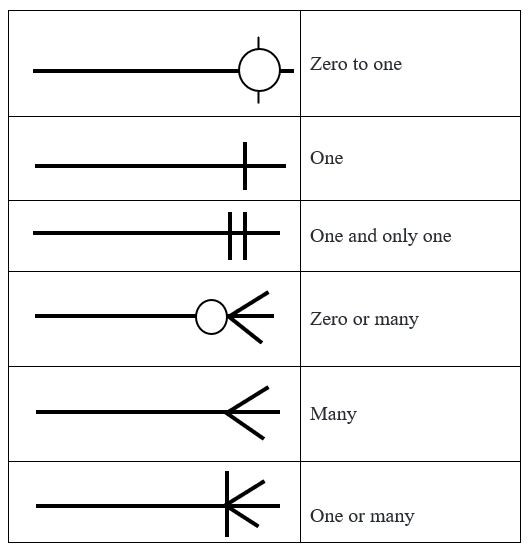 Zero to one
One
One and only one
Zero or many
Many
One or many